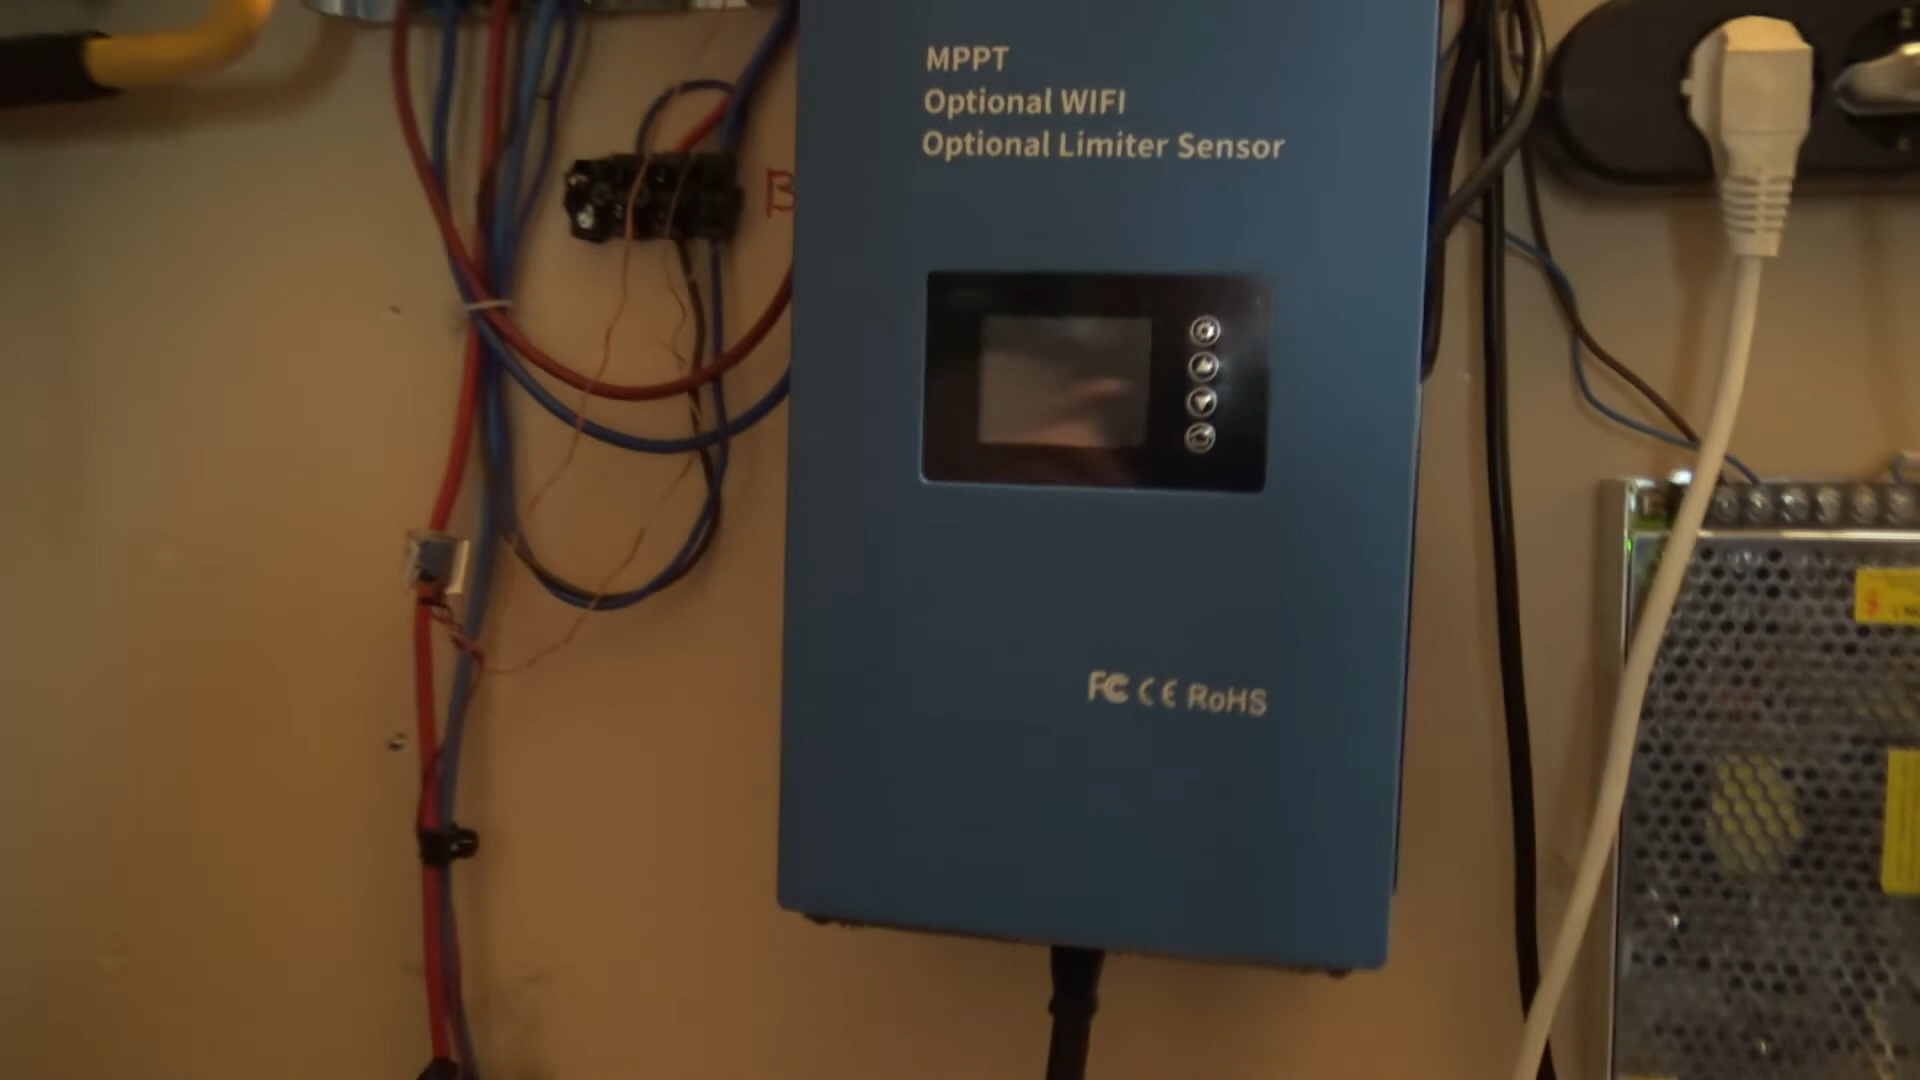 MPPT
Optional WIFI
Optional Limiter Sensor
B
FC CE RoHS